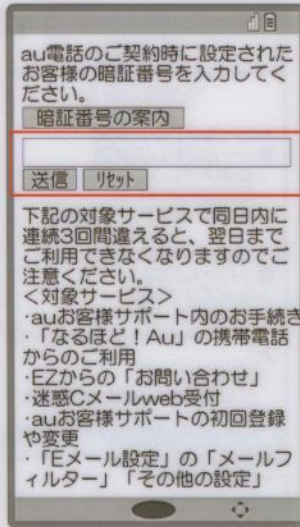 au電話のご契約時に設定された
お客様の暗証番号を入力してく
ださい。
暗証番号の案内
送信 リセット
下記の対象サービスで同日内に
連続3回間違えると、翌日まで
ご利用できなくなりますのでご
注意ください。
＜対象サービス＞
・auお客様サポート内のお手続き
・「なるほど！Au」の携帯電話
からのご利用
・EZからの「お問い合わせ」
・迷惑Cメールweb受付
・auお客様サポートの初回登録
や変更
・「Eメール設定」の「メールフ
ィルター」「その他の設定」